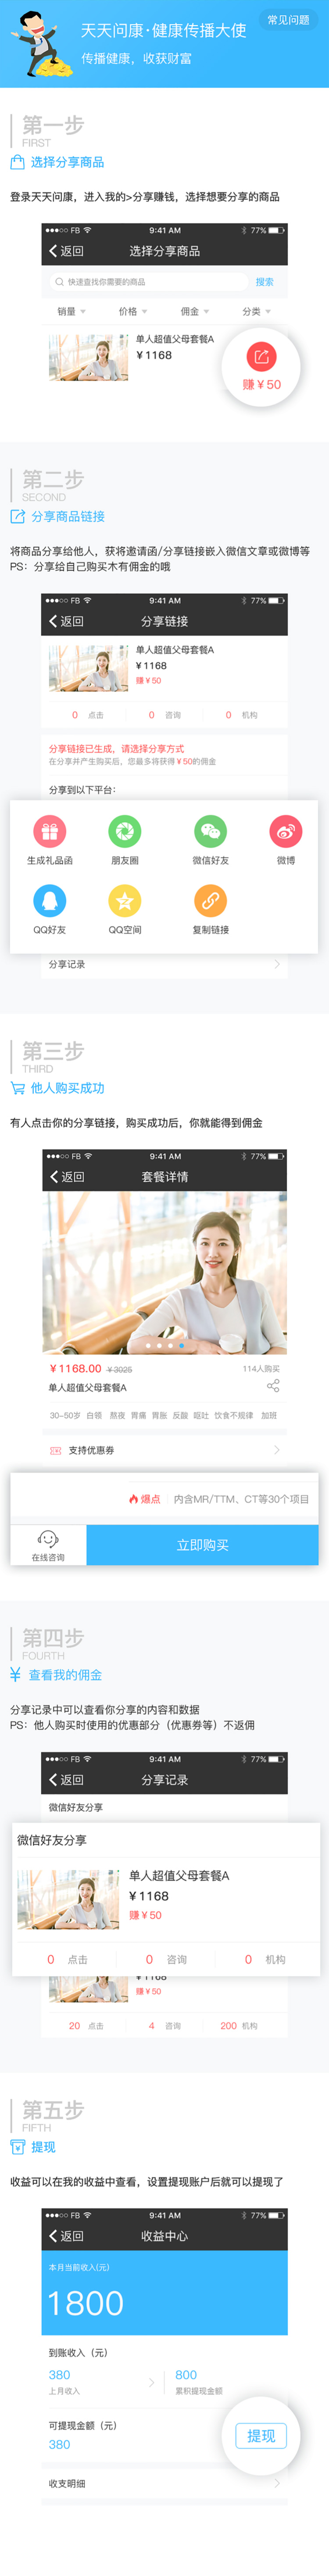 天天问康·健康传播大使
常见问题
传播健康，收获财富
第一步
FIRST
选择分享商品
登录天天问康，进入我的>分享赚钱，选择想要分享的商品
●●●○○ FB 9:41 AM 77%
返回 选择分享商品
快速查找你需要的商品 搜索
销量 价格 佣金 分类
单人超值父母套餐A
¥1168
赚¥50
第二步
SECOND
分享商品链接
将商品分享给他人，获将邀请函/分享链接嵌入微信文章或微博等
PS：分享给自己购买木有佣金的哦
●●●○○ FB 9:41 AM 77%
返回 分享链接
单人超值父母套餐A
¥1168
赚¥50
0 点击 0 咨询 0 机构
分享链接已生成，请选择分享方式
在分享并产生购买后，您最多将获得¥50的佣金
分享到以下平台：
生成礼品函 朋友圈 微信好友 微博
QQ好友 QQ空间 复制链接
分享记录
第三步
THIRD
他人购买成功
有人点击你的分享链接，购买成功后，你就能得到佣金
●●●○○ FB 9:41 AM 77%
返回 套餐详情
¥1168.00 ¥3025 114人购买
单人超值父母套餐A
30-50岁 白领 熬夜 胃痛 胃胀 反酸 呕吐 饮食不规律 加班
支持优惠券
爆点 内含MR/TTM、CT等30个项目
在线咨询 立即购买
第四步
FOURTH
查看我的佣金
分享记录中可以查看你分享的内容和数据
PS：他人购买时使用的优惠部分（优惠券等）不返佣
●●●○○ FB 9:41 AM 77%
返回 分享记录
微信好友分享
微信好友分享
单人超值父母套餐A
¥1168
赚¥50
0 点击 0 咨询 0 机构
¥1168
赚¥50
20 点击 4 咨询 200 机构
第五步
FIFTH
提现
收益可以在我的收益中查看，设置提现账户后就可以提现了
●●●○○ FB 9:41 AM 77%
返回 收益中心
本月当前收入(元)
1800
到账收入（元）
380 800
上月收入 累积提现金额
可提现金额（元）
380
提现
收支明细